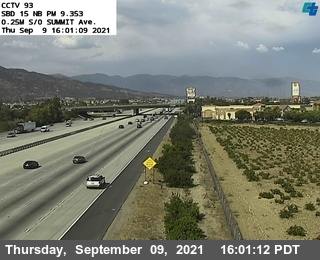 CCTV 93
SBD 15 NB PM 9.353
0.25M S/O SUMMIT Ave.
Thu Sep 9 16:01:09 2021
Thursday, September 09, 2021 16:01:12 PDT